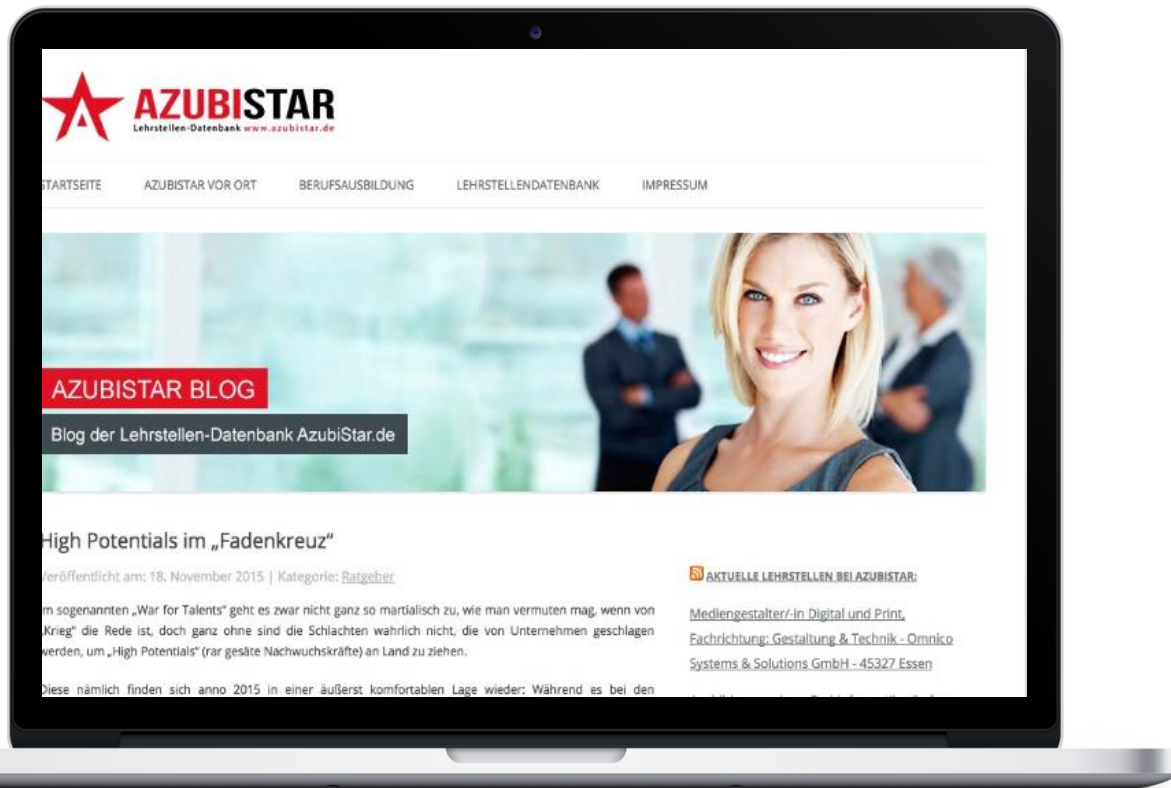 AZUBISTAR
Lehrstellen-Datenbank www.azubistar.de
STARTSEITE AZUBISTAR VOR ORT BERUFSAUSBILDUNG LEHRSTELLENDATENBANK IMPRESSUM
AZUBISTAR BLOG
Blog der Lehrstellen-Datenbank AzubiStar.de
High Potentials im „Fadenkreuz“
Veröffentlicht am: 18. November 2015 | Kategorie: Ratgeber
Im sogenannten „War for Talents“ geht es zwar nicht ganz so martialisch zu, wie man vermuten mag, wenn von
„Krieg“ die Rede ist, doch ganz ohne sind die Schlachten wahrlich nicht, die von Unternehmen geschlagen
werden, um „High Potentials“ (rar gesäte Nachwuchskräfte) an Land zu ziehen.
Diese nämlich finden sich anno 2015 in einer äußerst komfortablen Lage wieder: Während es bei den
AKTUELLE LEHRSTELLEN BEI AZUBISTAR:
Mediengestalter/-in Digital und Print,
Fachrichtung: Gestaltung & Technik - Omnico
Systems & Solutions GmbH - 45327 Essen